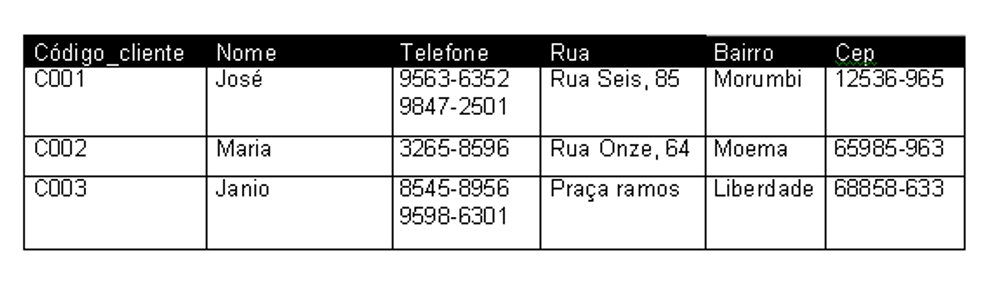 Código_cliente Nome Telefone Rua Bairro Cep
C001 José 9563-6352 Rua Seis, 85 Morumbi 12536-965
9847-2501
C002 Maria 3265-8596 Rua Onze, 64 Moema 65985-963
C003 Janio 8545-8956 Praça ramos Liberdade 68858-633
9598-6301